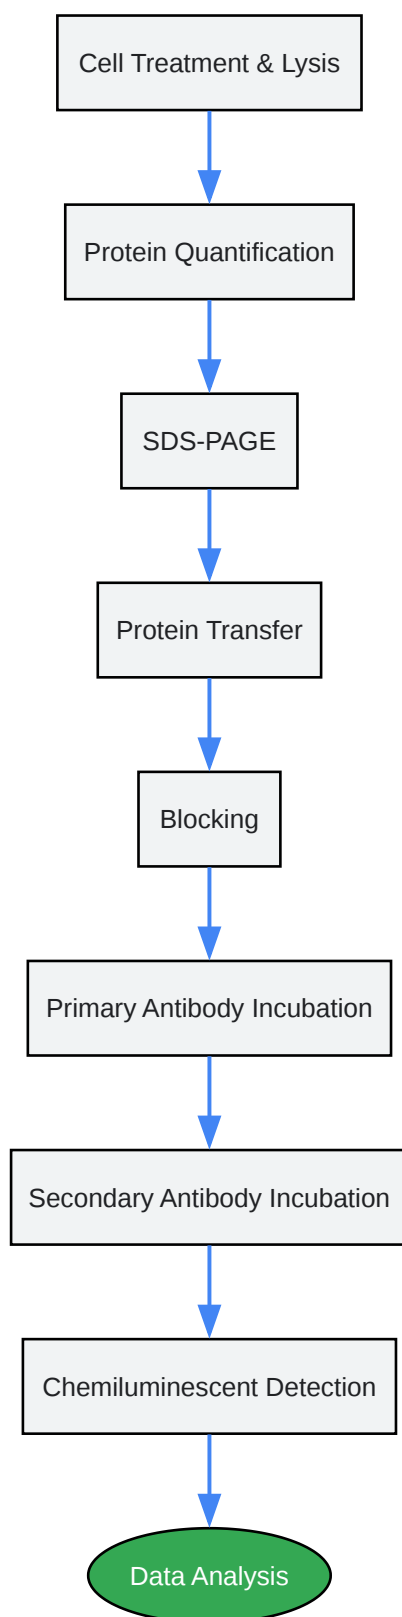 Cell Treatment & Lysis
Protein Quantification
SDS-PAGE
Protein Transfer
Blocking
Primary Antibody Incubation
Secondary Antibody Incubation
Chemiluminescent Detection
Data Analysis